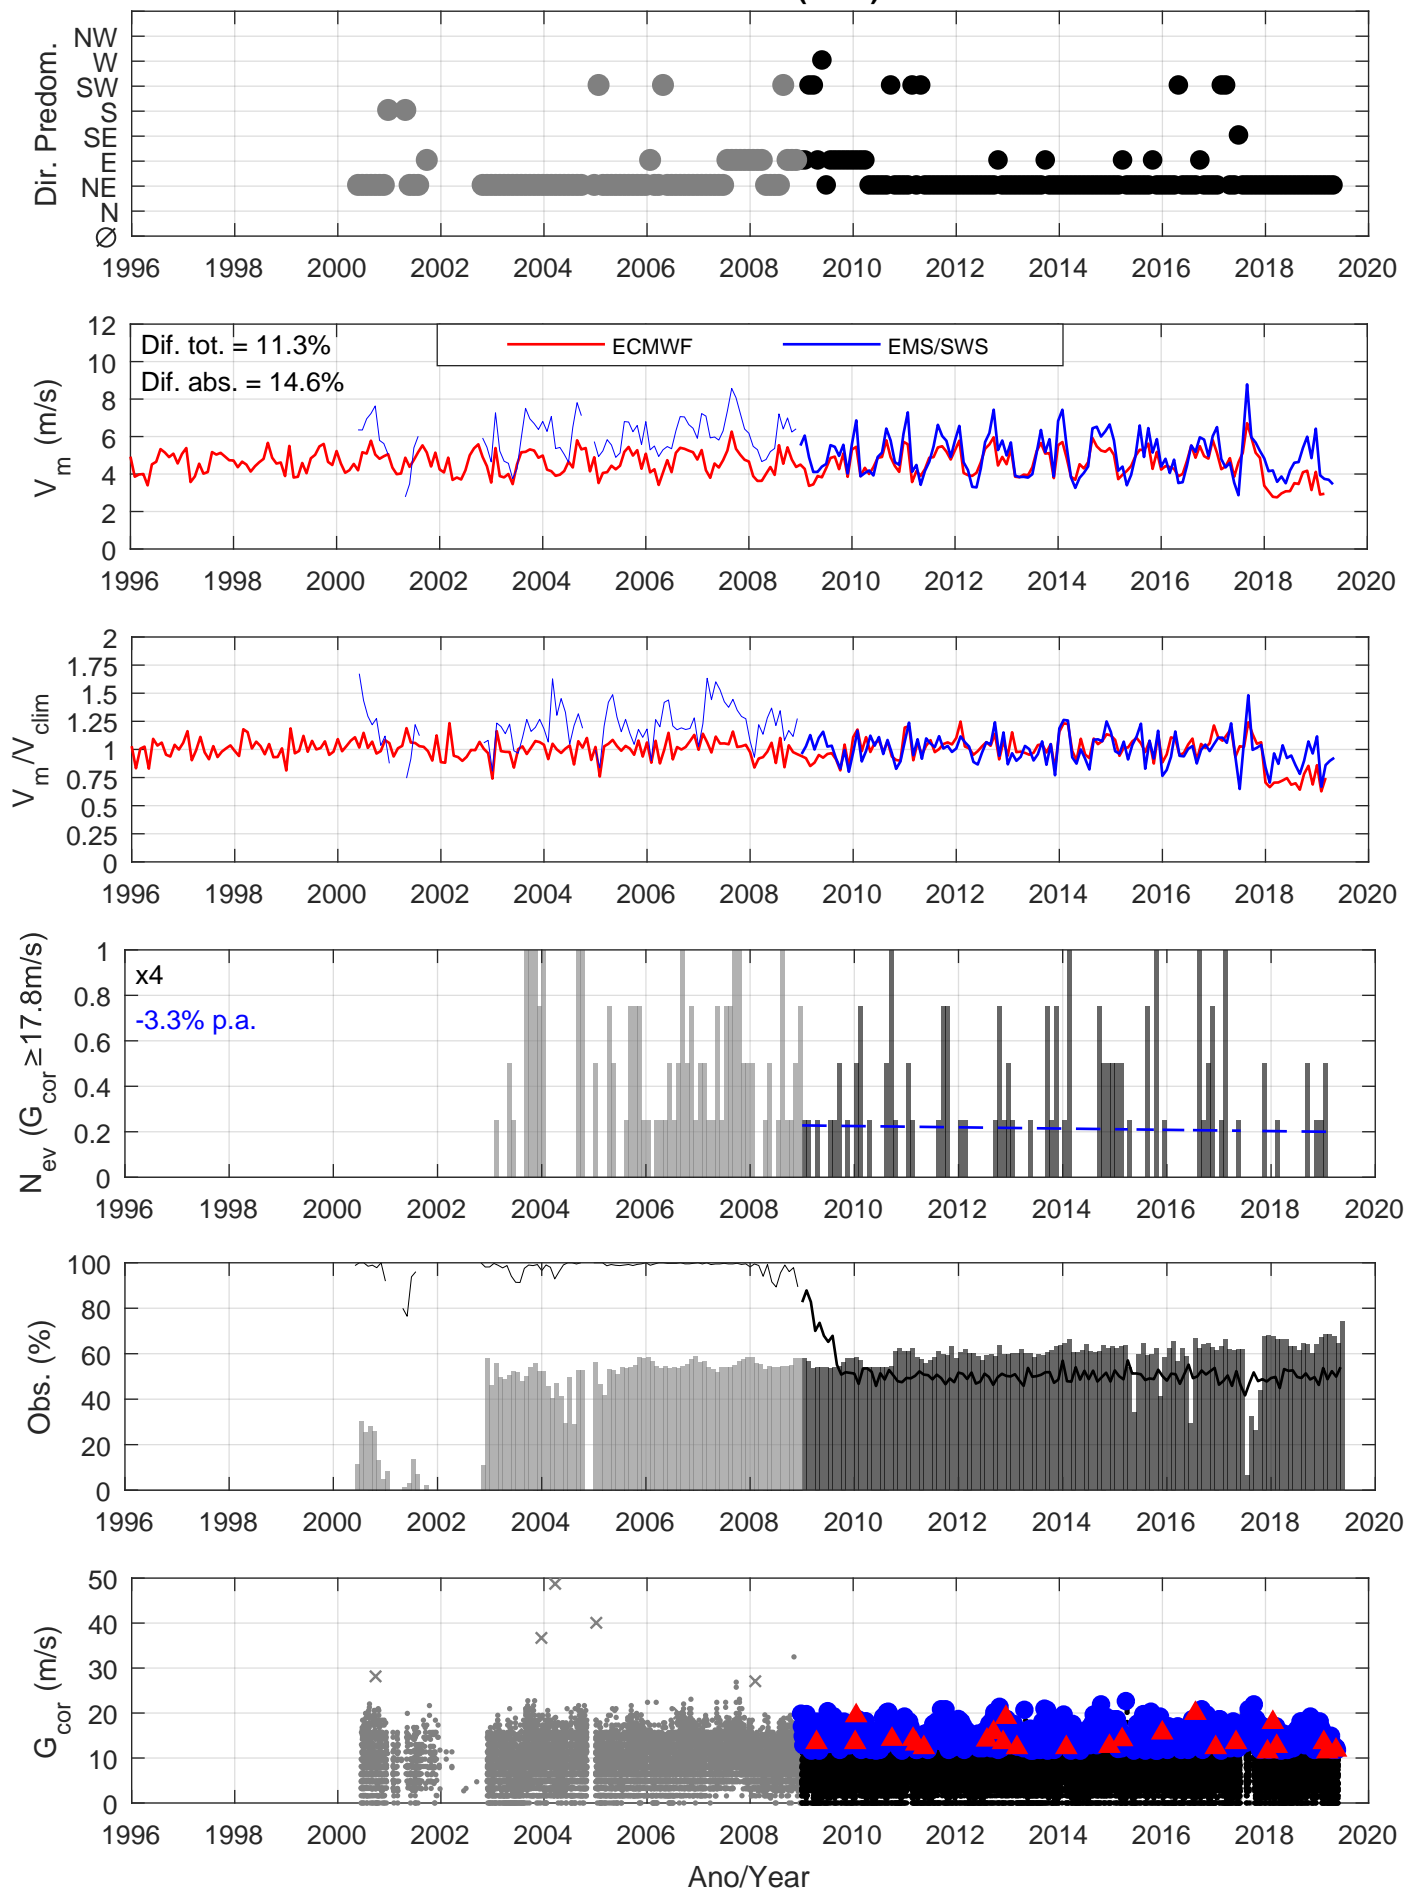 NW
W
SW
S
SE
E
NE
N
Ø
Dir. Predom.
1996 1998 2000 2002 2004 2006 2008 2010 2012 2014 2016 2018 2020
12
10
8
6
4
2
0
V_m (m/s)
Dif. tot. = 11.3%
Dif. abs. = 14.6%
ECMWF
EMS/SWS
1996 1998 2000 2002 2004 2006 2008 2010 2012 2014 2016 2018 2020
2
1.75
1.5
1.25
1
0.75
0.5
0.25
0
V_m/V_clim
1996 1998 2000 2002 2004 2006 2008 2010 2012 2014 2016 2018 2020
1
0.8
0.6
0.4
0.2
0
N_ev (G_cor ≥17.8m/s)
x4
-3.3% p.a.
1996 1998 2000 2002 2004 2006 2008 2010 2012 2014 2016 2018 2020
100
80
60
40
20
0
Obs. (%)
1996 1998 2000 2002 2004 2006 2008 2010 2012 2014 2016 2018 2020
50
40
30
20
10
0
G_cor (m/s)
1996 1998 2000 2002 2004 2006 2008 2010 2012 2014 2016 2018 2020
Ano/Year